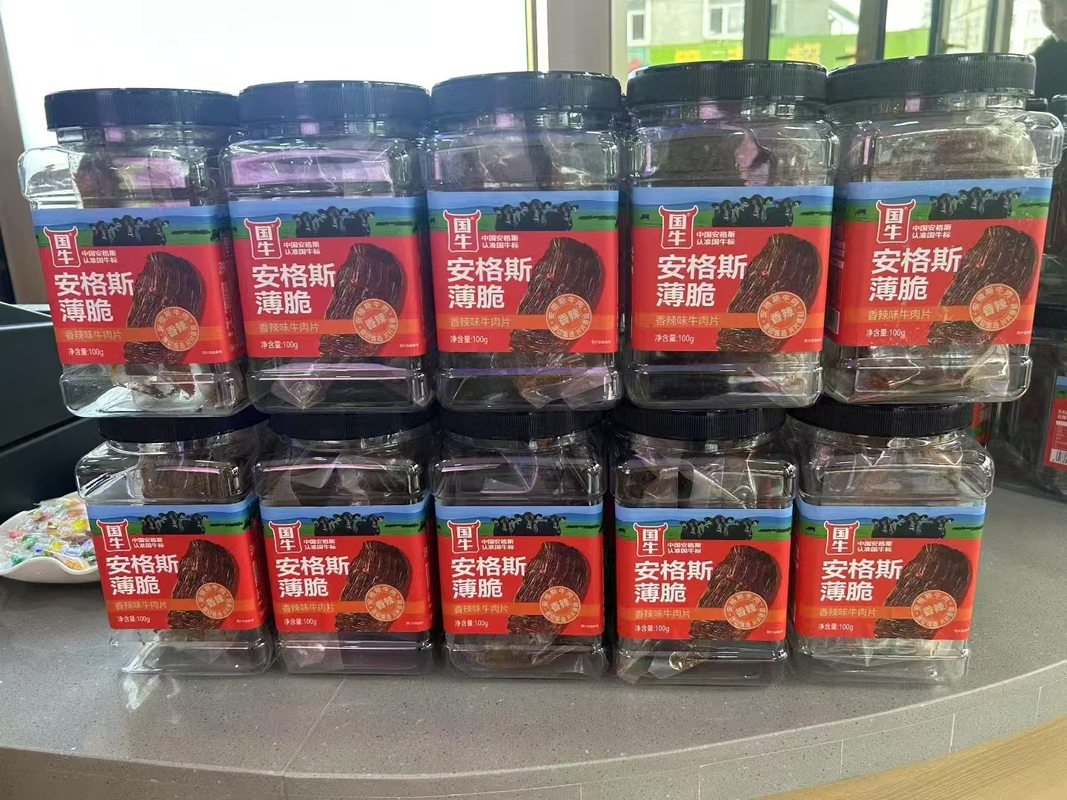 国牛
中国安格斯
认准国牛标
安格斯
薄脆
香辣味牛肉片
香辣
净含量:100g
国牛
中国安格斯
认准国牛标
安格斯
薄脆
香辣味牛肉片
香辣
净含量:100g
国牛
中国安格斯
认准国牛标
安格斯
薄脆
香辣味牛肉片
香辣
净含量:100g
国牛
中国安格斯
认准国牛标
安格斯
薄脆
香辣味牛肉片
香辣
净含量:100g
国牛
中国安格斯
认准国牛标
安格斯
薄脆
香辣味牛肉片
香辣
净含量:100g
国牛
中国安格斯
认准国牛标
安格斯
薄脆
香辣味牛肉片
香辣
净含量:100g
国牛
中国安格斯
认准国牛标
安格斯
薄脆
香辣味牛肉片
香辣
净含量:100g
国牛
中国安格斯
认准国牛标
安格斯
薄脆
香辣味牛肉片
香辣
净含量:100g
国牛
中国安格斯
认准国牛标
安格斯
薄脆
香辣味牛肉片
香辣
净含量:100g
国牛
中国安格斯
认准国牛标
安格斯
薄脆
香辣味牛肉片
香辣
净含量:100g